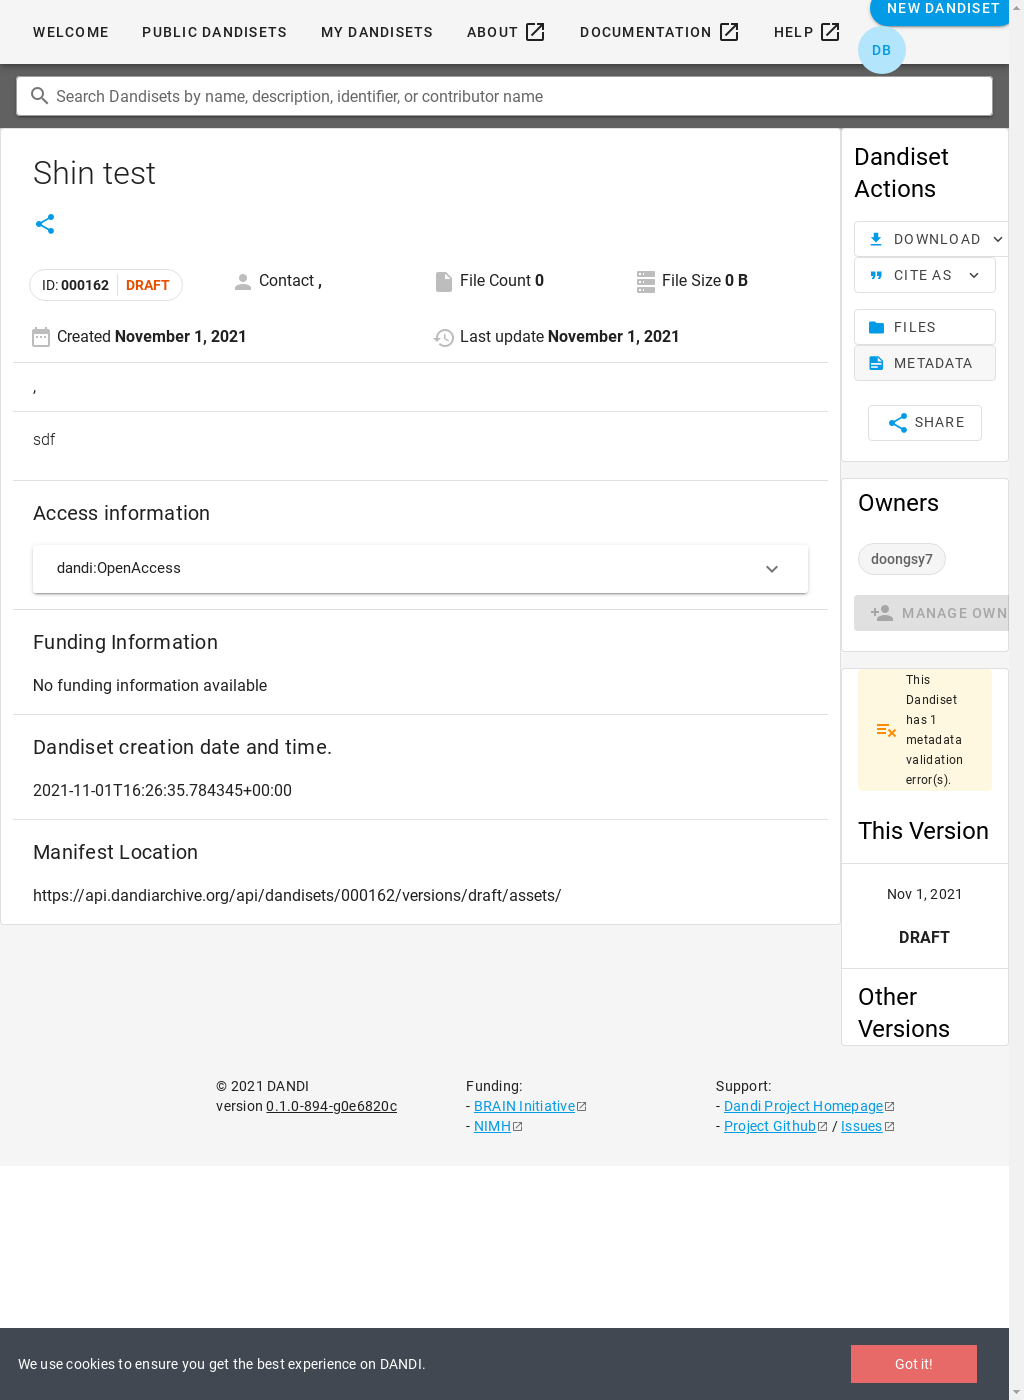 WELCOME PUBLIC DANDISETS MY DANDISETS ABOUT DOCUMENTATION HELP NEW DANDISET
DB
Search Dandisets by name, description, identifier, or contributor name
Shin test
ID: 000162 DRAFT
Contact ,
File Count 0
File Size 0 B
Created November 1, 2021
Last update November 1, 2021
,
sdf
Access information
dandi:OpenAccess
Funding Information
No funding information available
Dandiset creation date and time.
2021-11-01T16:26:35.784345+00:00
Manifest Location
https://api.dandiarchive.org/api/dandisets/000162/versions/draft/assets/
Dandiset
Actions
DOWNLOAD
CITE AS
FILES
METADATA
SHARE
Owners
doongsy7
MANAGE OWN
This
Dandiset
has 1
metadata
validation
error(s).
This Version
Nov 1, 2021
DRAFT
Other
Versions
© 2021 DANDI
version 0.1.0-894-g0e6820c
Funding:
- BRAIN Initiative
- NIMH
Support:
- Dandi Project Homepage
- Project Github / Issues
We use cookies to ensure you get the best experience on DANDI.
Got it!